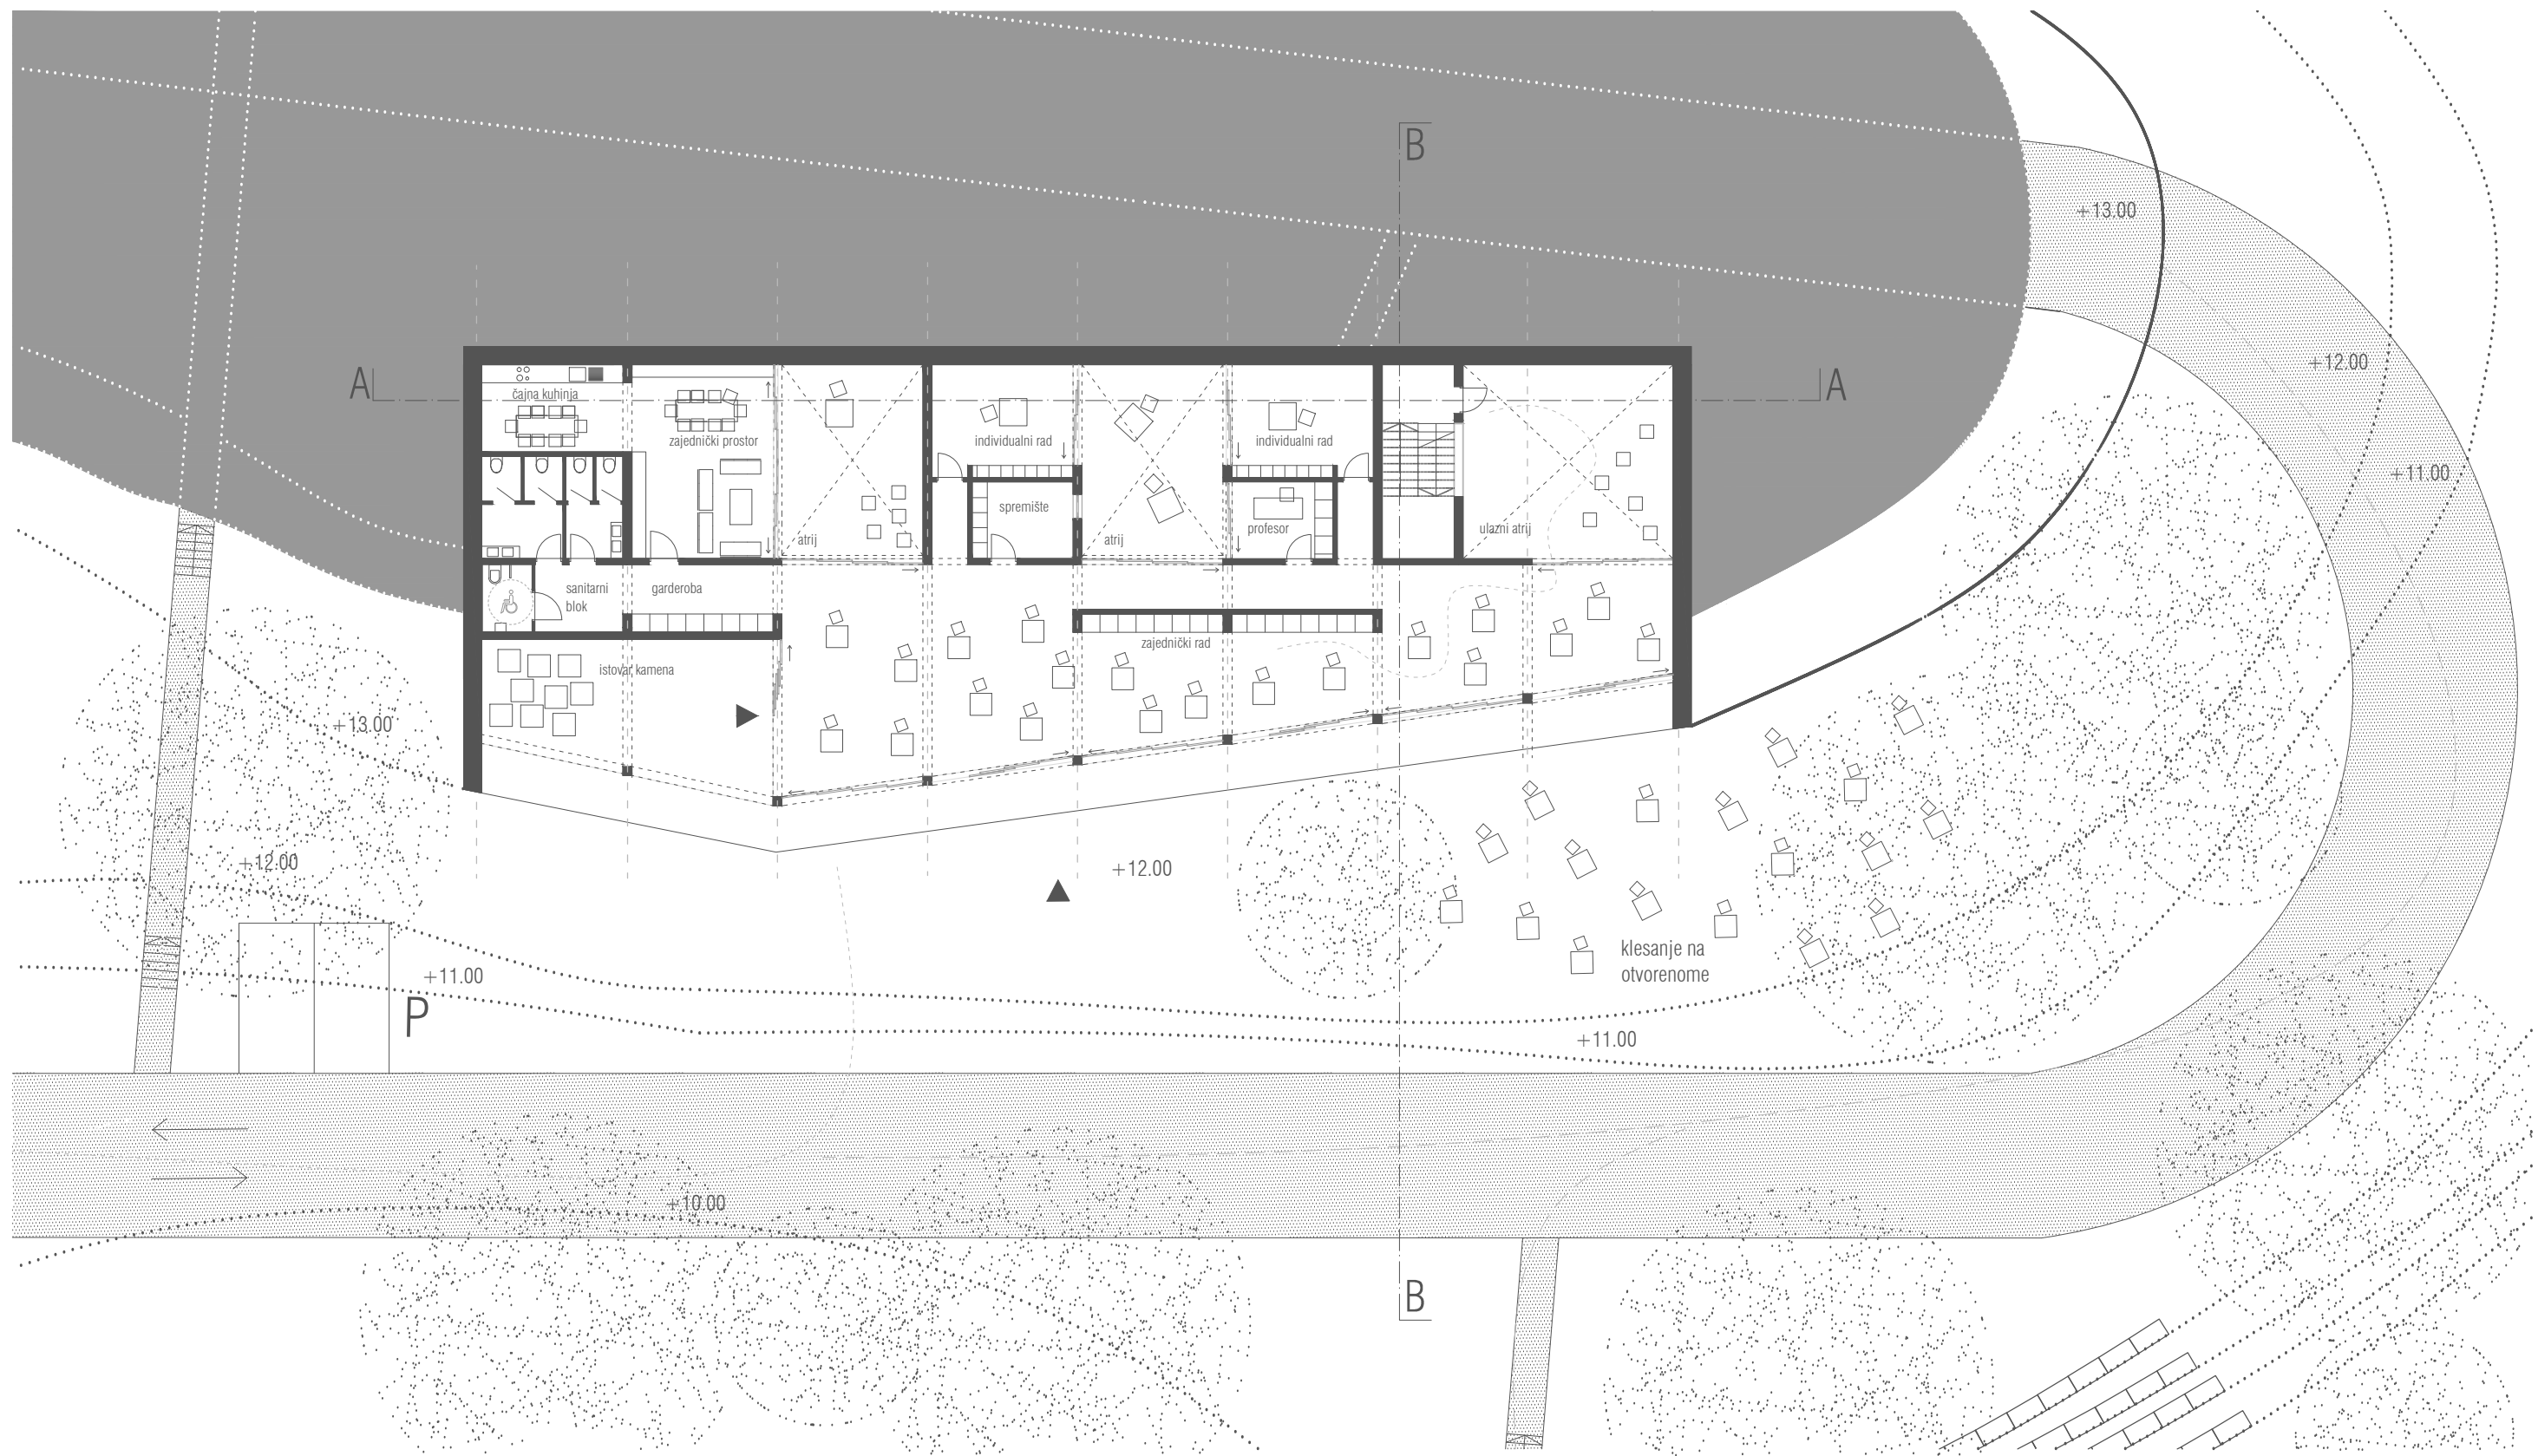 B
+13.00
+12.00
A
A
čajna kuhinja
zajednički prostor
individualni rad
individualni rad
+11.00
spremište
profesor
ulazni atrij
atrij
atrij
sanitarni
blok
garderoba
zajednički rad
istovar kamena
+13.00
+12.00
+12.00
klesanje na
otvorenome
+11.00
P
+11.00
+10.00
B